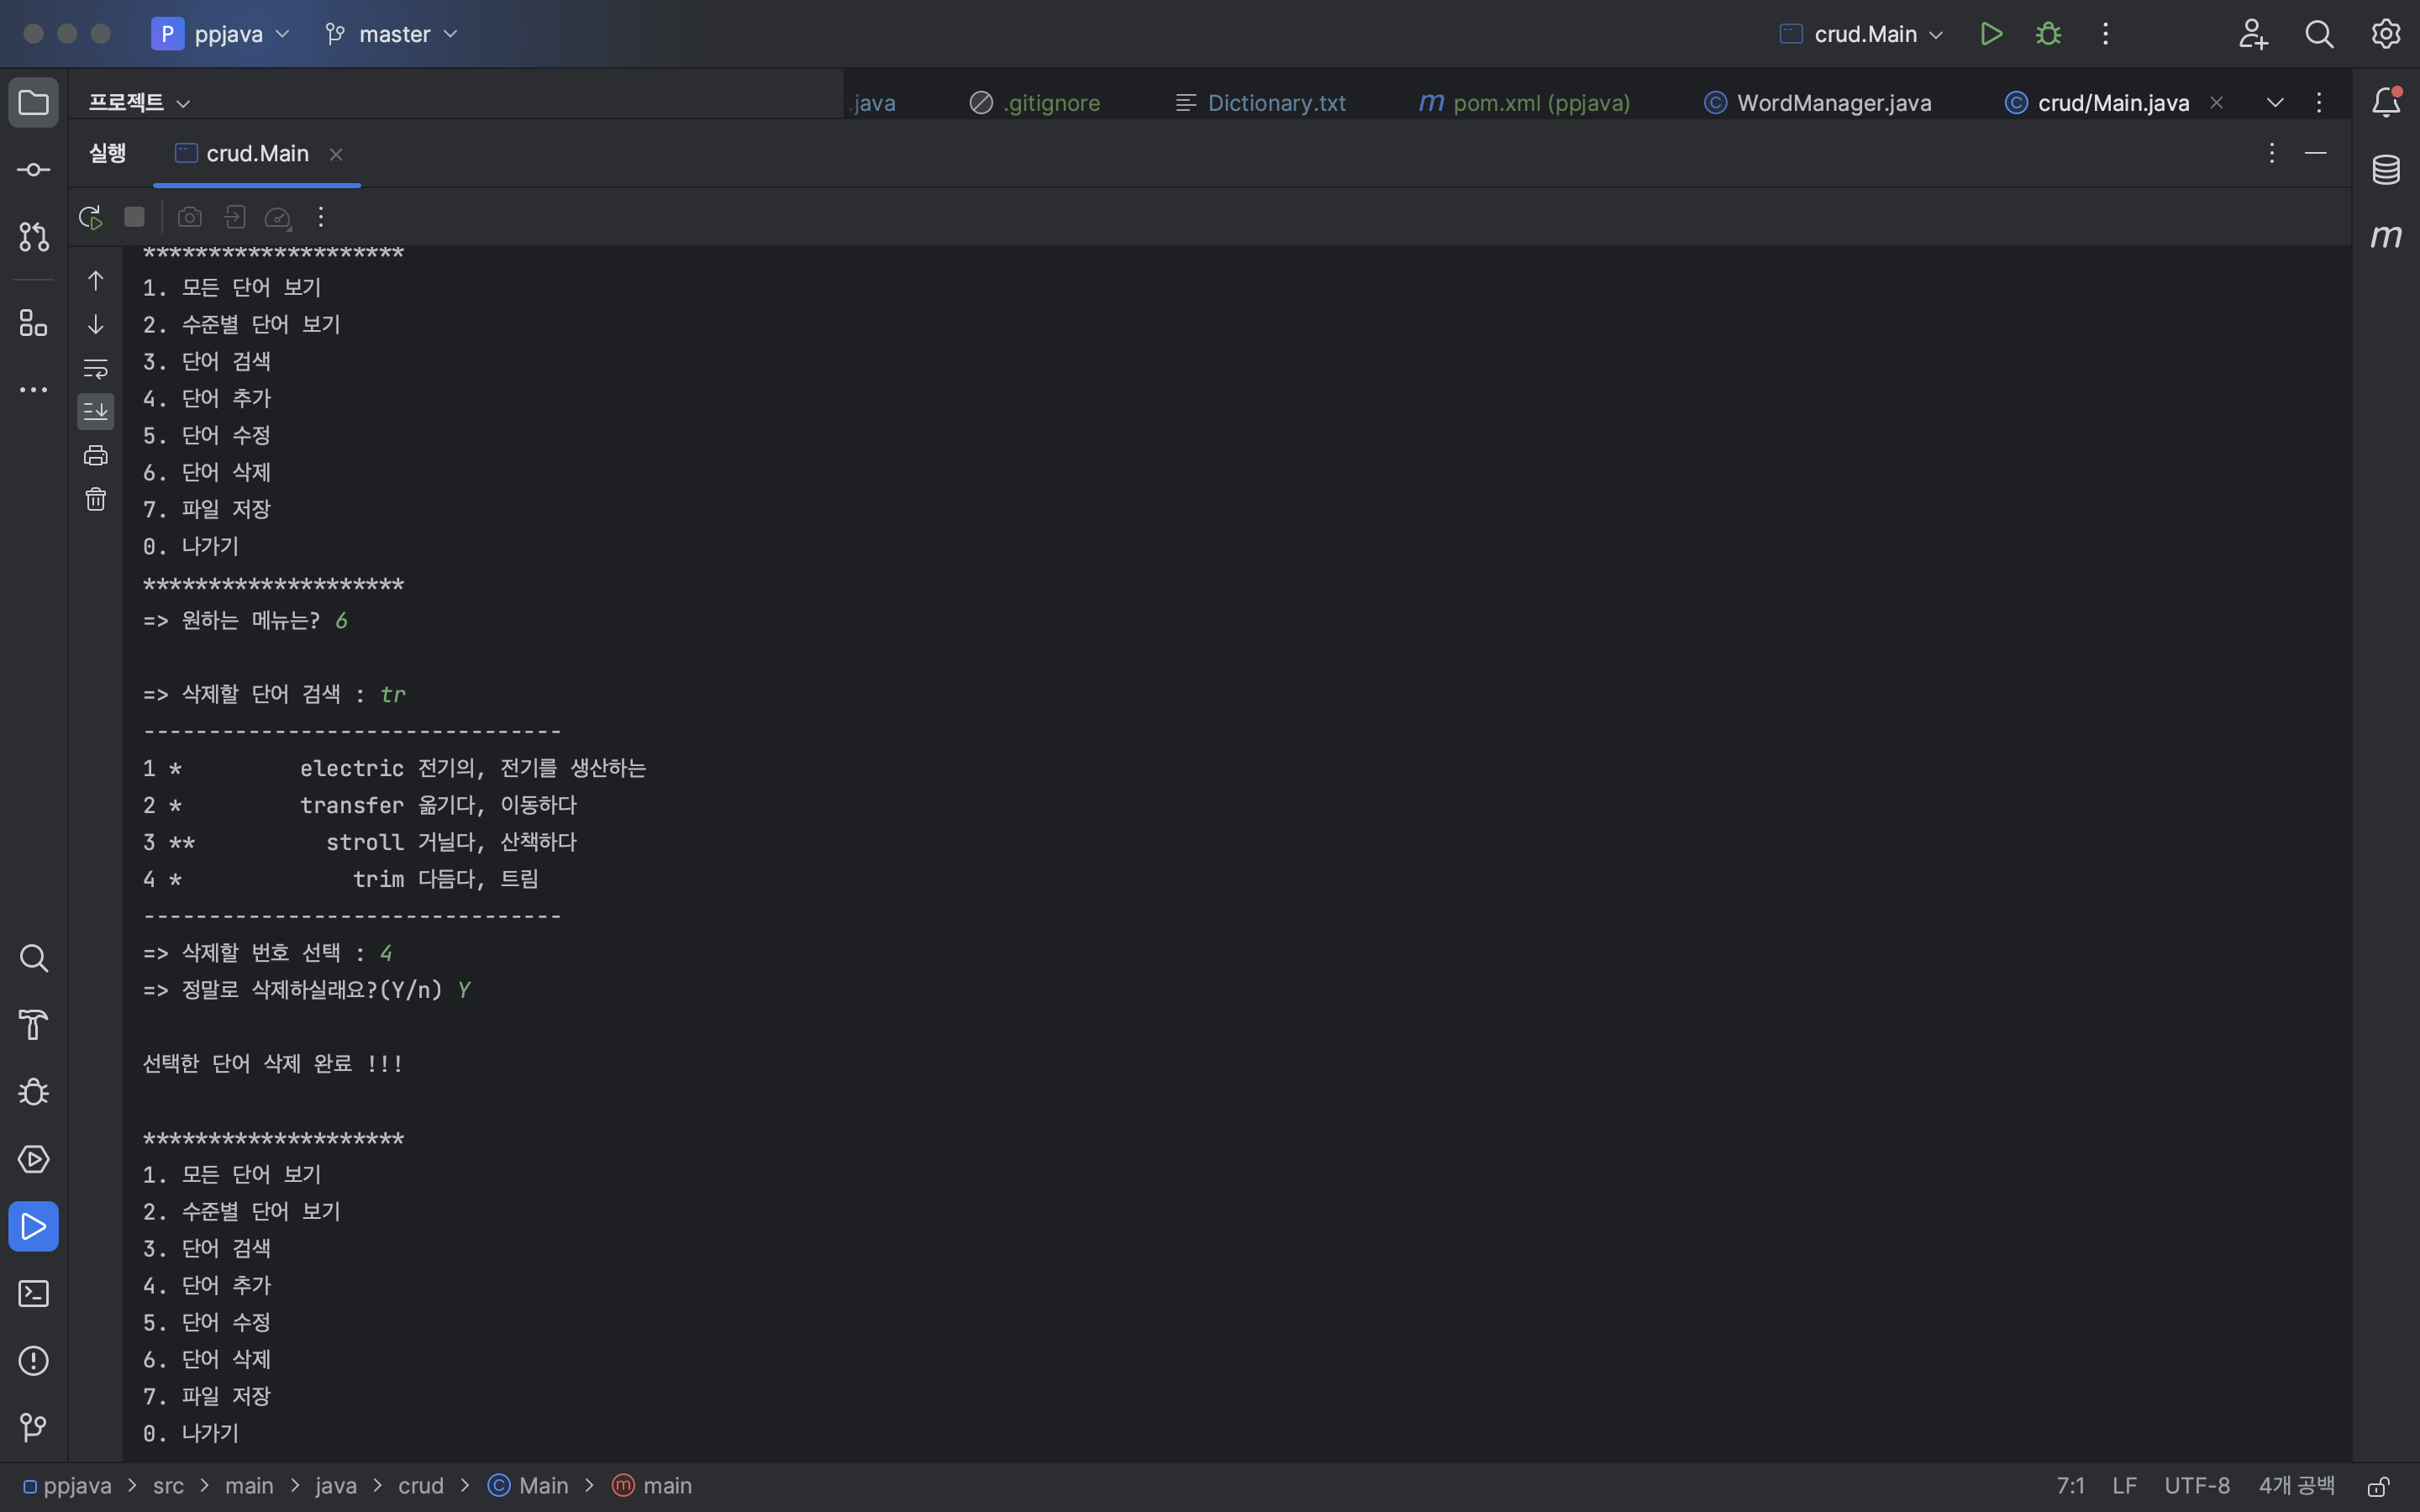 P ppjava master crud.Main
프로젝트 .java .gitignore Dictionary.txt m pom.xml (ppjava) C WordManager.java C crud/Main.java
실행 crud.Main
m
********************
1. 모든 단어 보기
2. 수준별 단어 보기
3. 단어 검색
4. 단어 추가
5. 단어 수정
6. 단어 삭제
7. 파일 저장
0. 나가기
********************
=> 원하는 메뉴는? 6
=> 삭제할 단어 검색 : tr
--------------------------------
1 * electric 전기의, 전기를 생산하는
2 * transfer 옮기다, 이동하다
3 ** stroll 거닐다, 산책하다
4 * trim 다듬다, 트림
--------------------------------
=> 삭제할 번호 선택 : 4
=> 정말로 삭제하실래요?(Y/n) Y
선택한 단어 삭제 완료 !!!
********************
1. 모든 단어 보기
2. 수준별 단어 보기
3. 단어 검색
4. 단어 추가
5. 단어 수정
6. 단어 삭제
7. 파일 저장
0. 나가기
ppjava > src > main > java > crud > C Main > m main 7:1 LF UTF-8 4개 공백